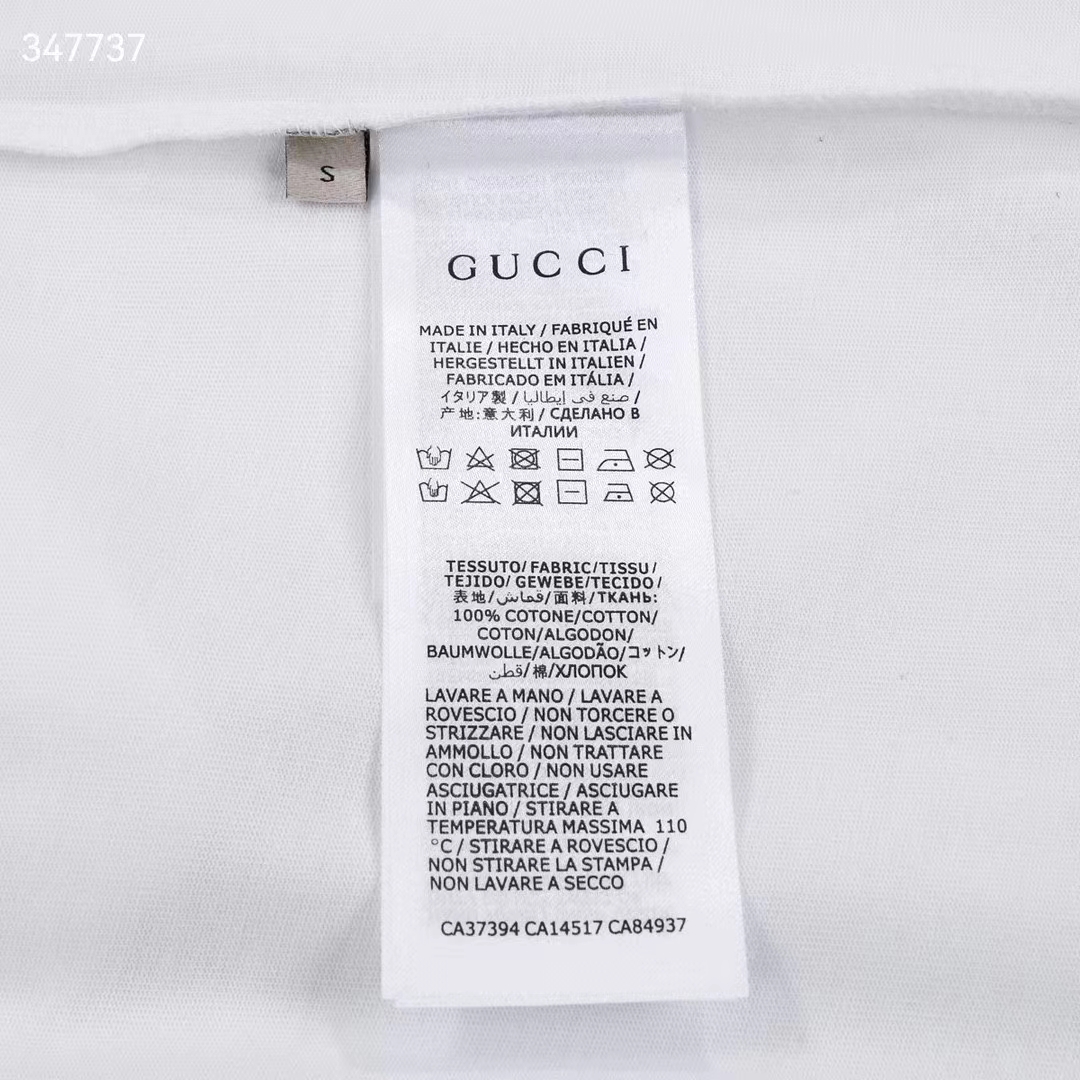 347737
S
GUCCI
MADE IN ITALY / FABRIQUÉ EN
ITALIE / HECHO EN ITALIA /
HERGESTELLT IN ITALIEN /
FABRICADO EM ITÁLIA /
イタリア製 / صنع في إيطاليا /
产地:意大利 / СДЕЛАНО В
ИТАЛИИ
TESSUTO/ FABRIC/TISSU/
TEJIDO/ GEWEBE/TECIDO/
表地/قماش/面料/ТКАНЬ:
100% COTONE/COTTON/
COTON/ALGODON/
BAUMWOLLE/ALGODÃO/コットン/
قطن/棉/ХЛОПОК
LAVARE A MANO / LAVARE A
ROVESCIO / NON TORCERE O
STRIZZARE / NON LASCIARE IN
AMMOLLO / NON TRATTARE
CON CLORO / NON USARE
ASCIUGATRICE / ASCIUGARE
IN PIANO / STIRARE A
TEMPERATURA MASSIMA 110
°C / STIRARE A ROVESCIO /
NON STIRARE LA STAMPA /
NON LAVARE A SECCO
CA37394 CA14517 CA84937